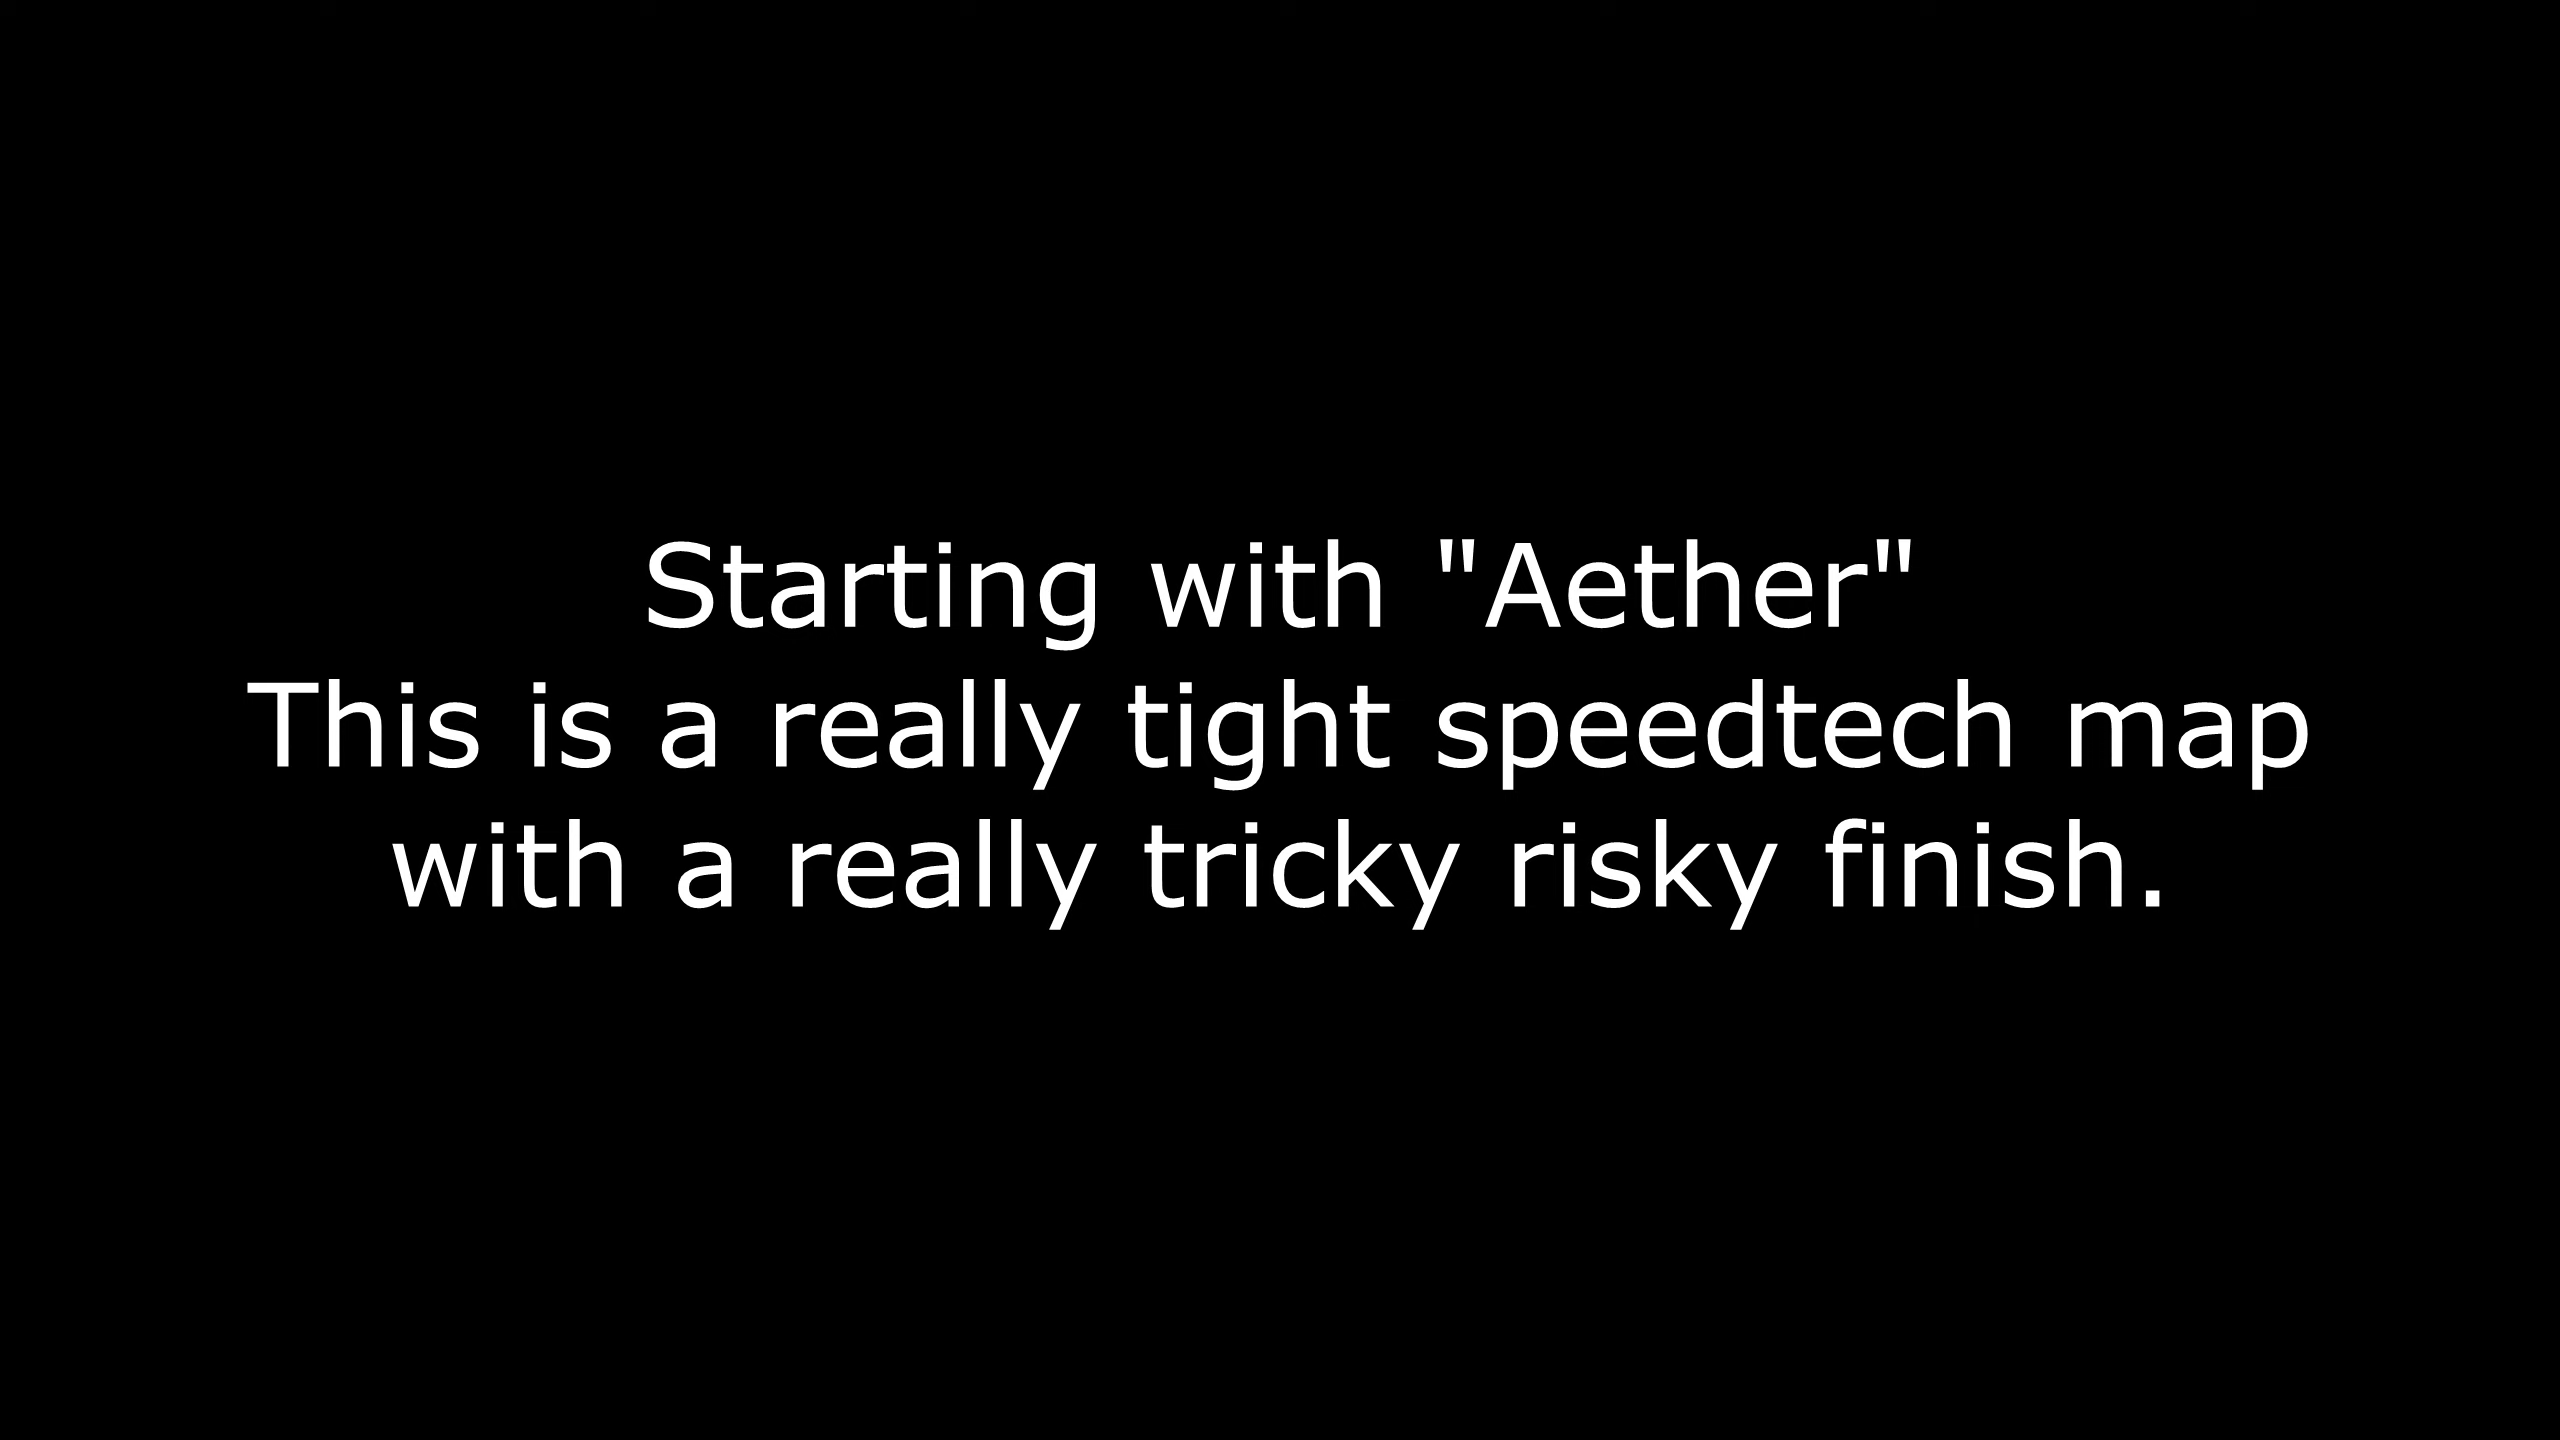 Starting with "Aether"
This is a really tight speedtech map
with a really tricky risky finish.